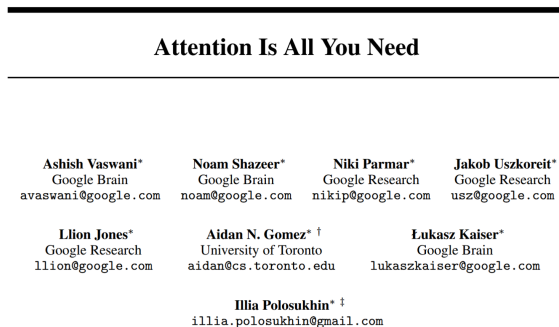 Attention Is All You Need
Ashish Vaswani* Noam Shazeer* Niki Parmar* Jakob Uszkoreit*
Google Brain Google Brain Google Research Google Research
avaswani@google.com noam@google.com nikip@google.com usz@google.com
Llion Jones* Aidan N. Gomez* † Łukasz Kaiser*
Google Research University of Toronto Google Brain
llion@google.com aidan@cs.toronto.edu lukaszkaiser@google.com
Illia Polosukhin* ‡
illia.polosukhin@gmail.com